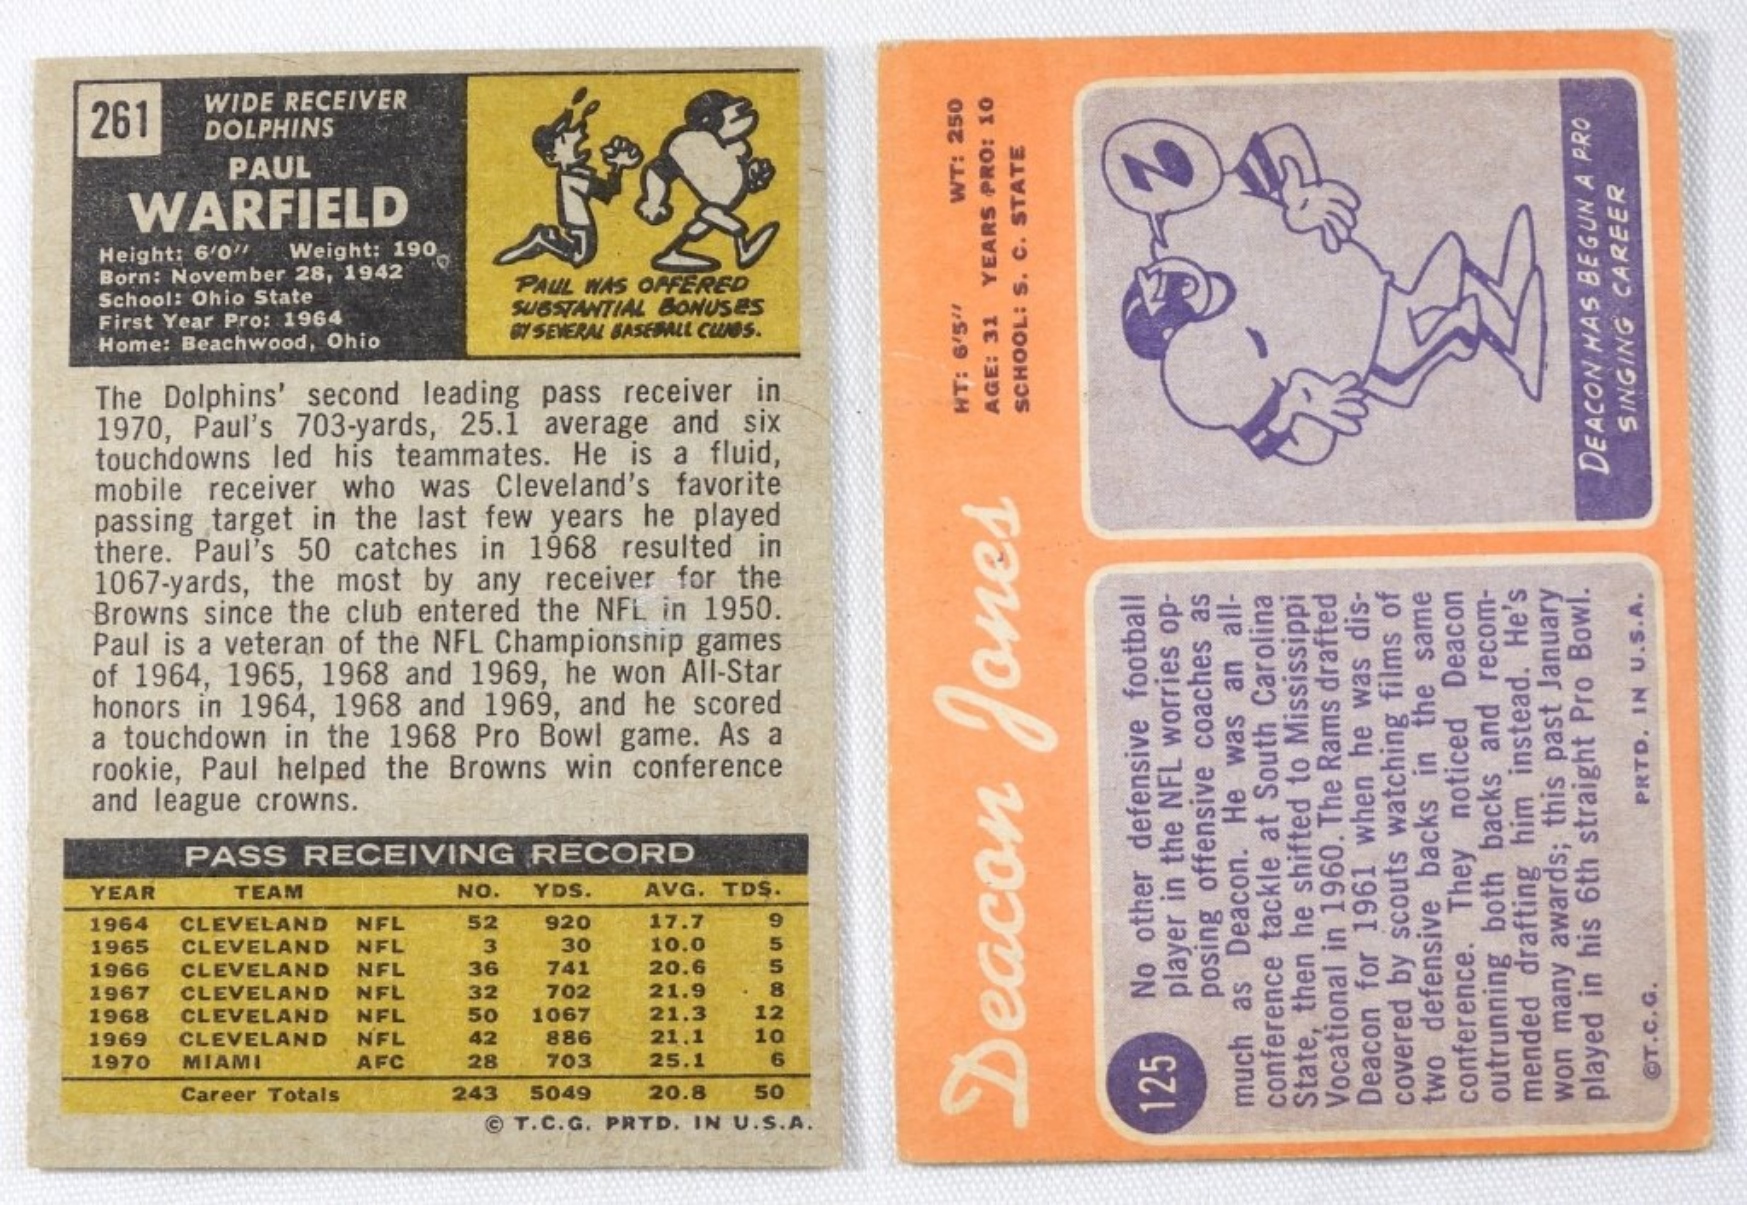 261
WIDE RECEIVER
DOLPHINS
PAUL
WARFIELD
Height: 6'0'' Weight: 190
Born: November 28, 1942
School: Ohio State
First Year Pro: 1964
Home: Beachwood, Ohio
PAUL WAS OFFERED
SUBSTANTIAL BONUSES
BY SEVERAL BASEBALL CLUBS.
The Dolphins' second leading pass receiver in
1970, Paul's 703-yards, 25.1 average and six
touchdowns led his teammates. He is a fluid,
mobile receiver who was Cleveland's favorite
passing target in the last few years he played
there. Paul's 50 catches in 1968 resulted in
1067-yards, the most by any receiver for the
Browns since the club entered the NFL in 1950.
Paul is a veteran of the NFL Championship games
of 1964, 1965, 1968 and 1969, he won All-Star
honors in 1964, 1968 and 1969, and he scored
a touchdown in the 1968 Pro Bowl game. As a
rookie, Paul helped the Browns win conference
and league crowns.
PASS RECEIVING RECORD
YEAR TEAM NO. YDS. AVG. TDS.
1964 CLEVELAND NFL 52 920 17.7 9
1965 CLEVELAND NFL 3 30 10.0 5
1966 CLEVELAND NFL 36 741 20.6 5
1967 CLEVELAND NFL 32 702 21.9 8
1968 CLEVELAND NFL 50 1067 21.3 12
1969 CLEVELAND NFL 42 886 21.1 10
1970 MIAMI AFC 28 703 25.1 6
Career Totals 243 5049 20.8 50
© T.C.G. PRTD. IN U.S.A.
Deacon Jones
HT: 6'5'' WT: 250
AGE: 31 YEARS PRO: 10
SCHOOL: S. C. STATE
125
No other defensive football
player in the NFL worries op-
posing offensive coaches as
much as Deacon. He was an all-
conference tackle at South Carolina
State, then he shifted to Mississippi
Vocational in 1960. The Rams drafted
Deacon for 1961 when he was dis-
covered by scouts watching films of
two defensive backs in the same
conference. They noticed Deacon
outrunning both backs and recom-
mended drafting him instead. He's
won many awards; this past January
played in his 6th straight Pro Bowl.
©T.C.G. PRTD. IN U.S.A.
Z
DEACON HAS BEGUN A PRO
SINGING CAREER